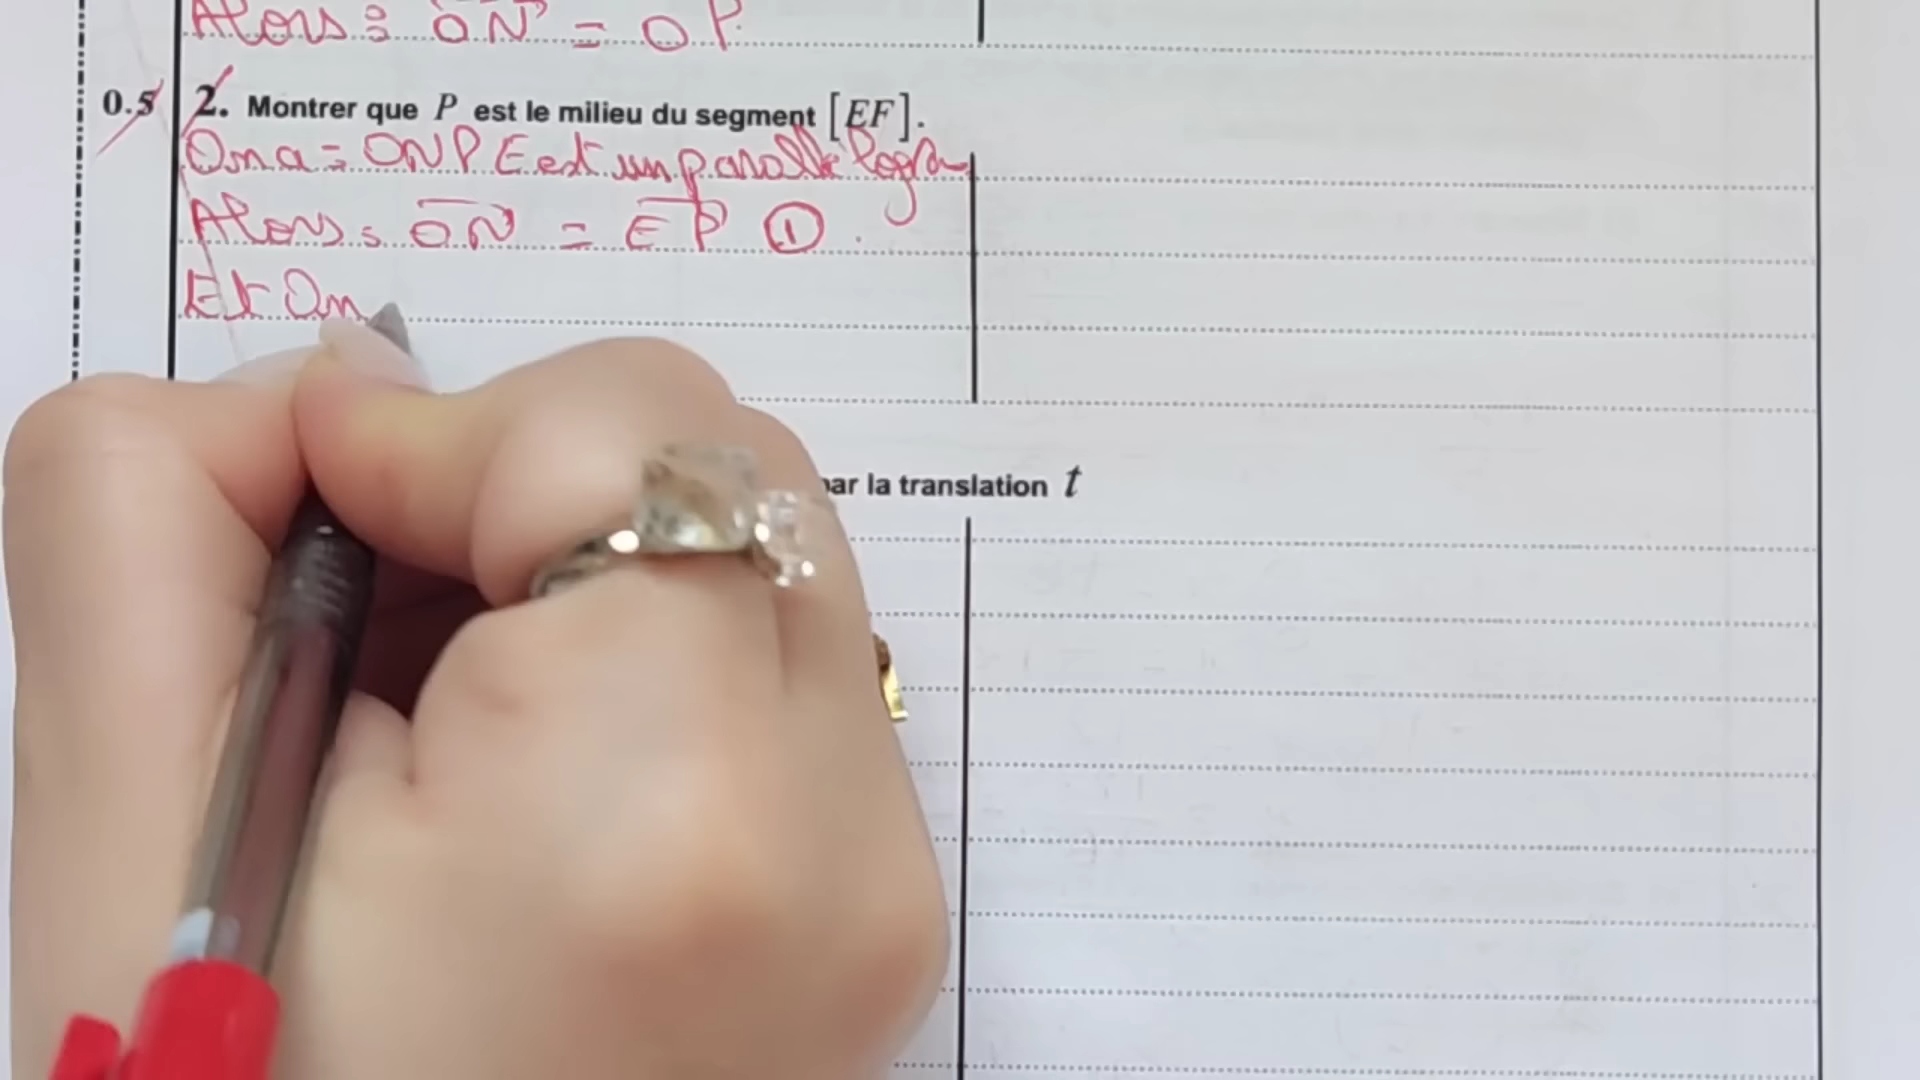 Alors : ON = OP.
0.5 2. Montrer que P est le milieu du segment [EF].
On a = ONPE est un parallélogra
Alors : ON = EP ①.
Et On
par la translation t